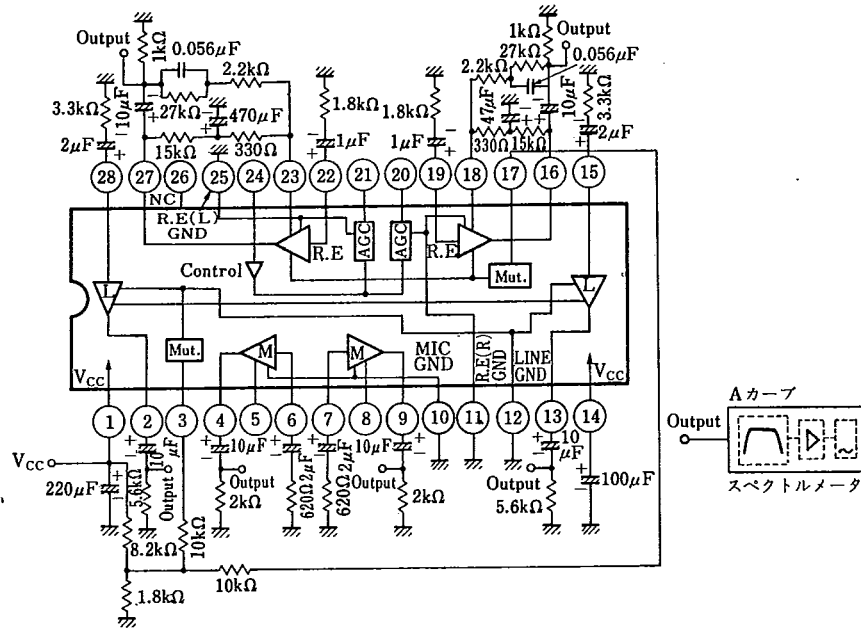 Output
1kΩ
0.056μF
2.2kΩ
3.3kΩ
10μF
27kΩ
470μF
1.8kΩ
2μF
15kΩ
330Ω
1μF
1.8kΩ
1μF
1kΩ
Output
27kΩ
0.056μF
2.2kΩ
47μF
10μF
3.3kΩ
330Ω
15kΩ
2μF
28
27
26
25
24
23
22
21
20
19
18
17
16
15
NC
R.E(L)
GND
R.E
AGC
AGC
R.E
Control
Mut.
L
L
Mut.
M
M
MIC
GND
R.E(R)
GND
LINE
GND
VCC
VCC
1
2
3
4
5
6
7
8
9
10
11
12
13
14
VCC
220μF
10
μF
Output
5.6kΩ
10kΩ
8.2kΩ
1.8kΩ
10kΩ
10μF
Output
2kΩ
620Ω 2μF
620Ω 2μF
10μF
Output
2kΩ
10
μF
Output
5.6kΩ
100μF
Aカーブ
Output
スペクトルメータ